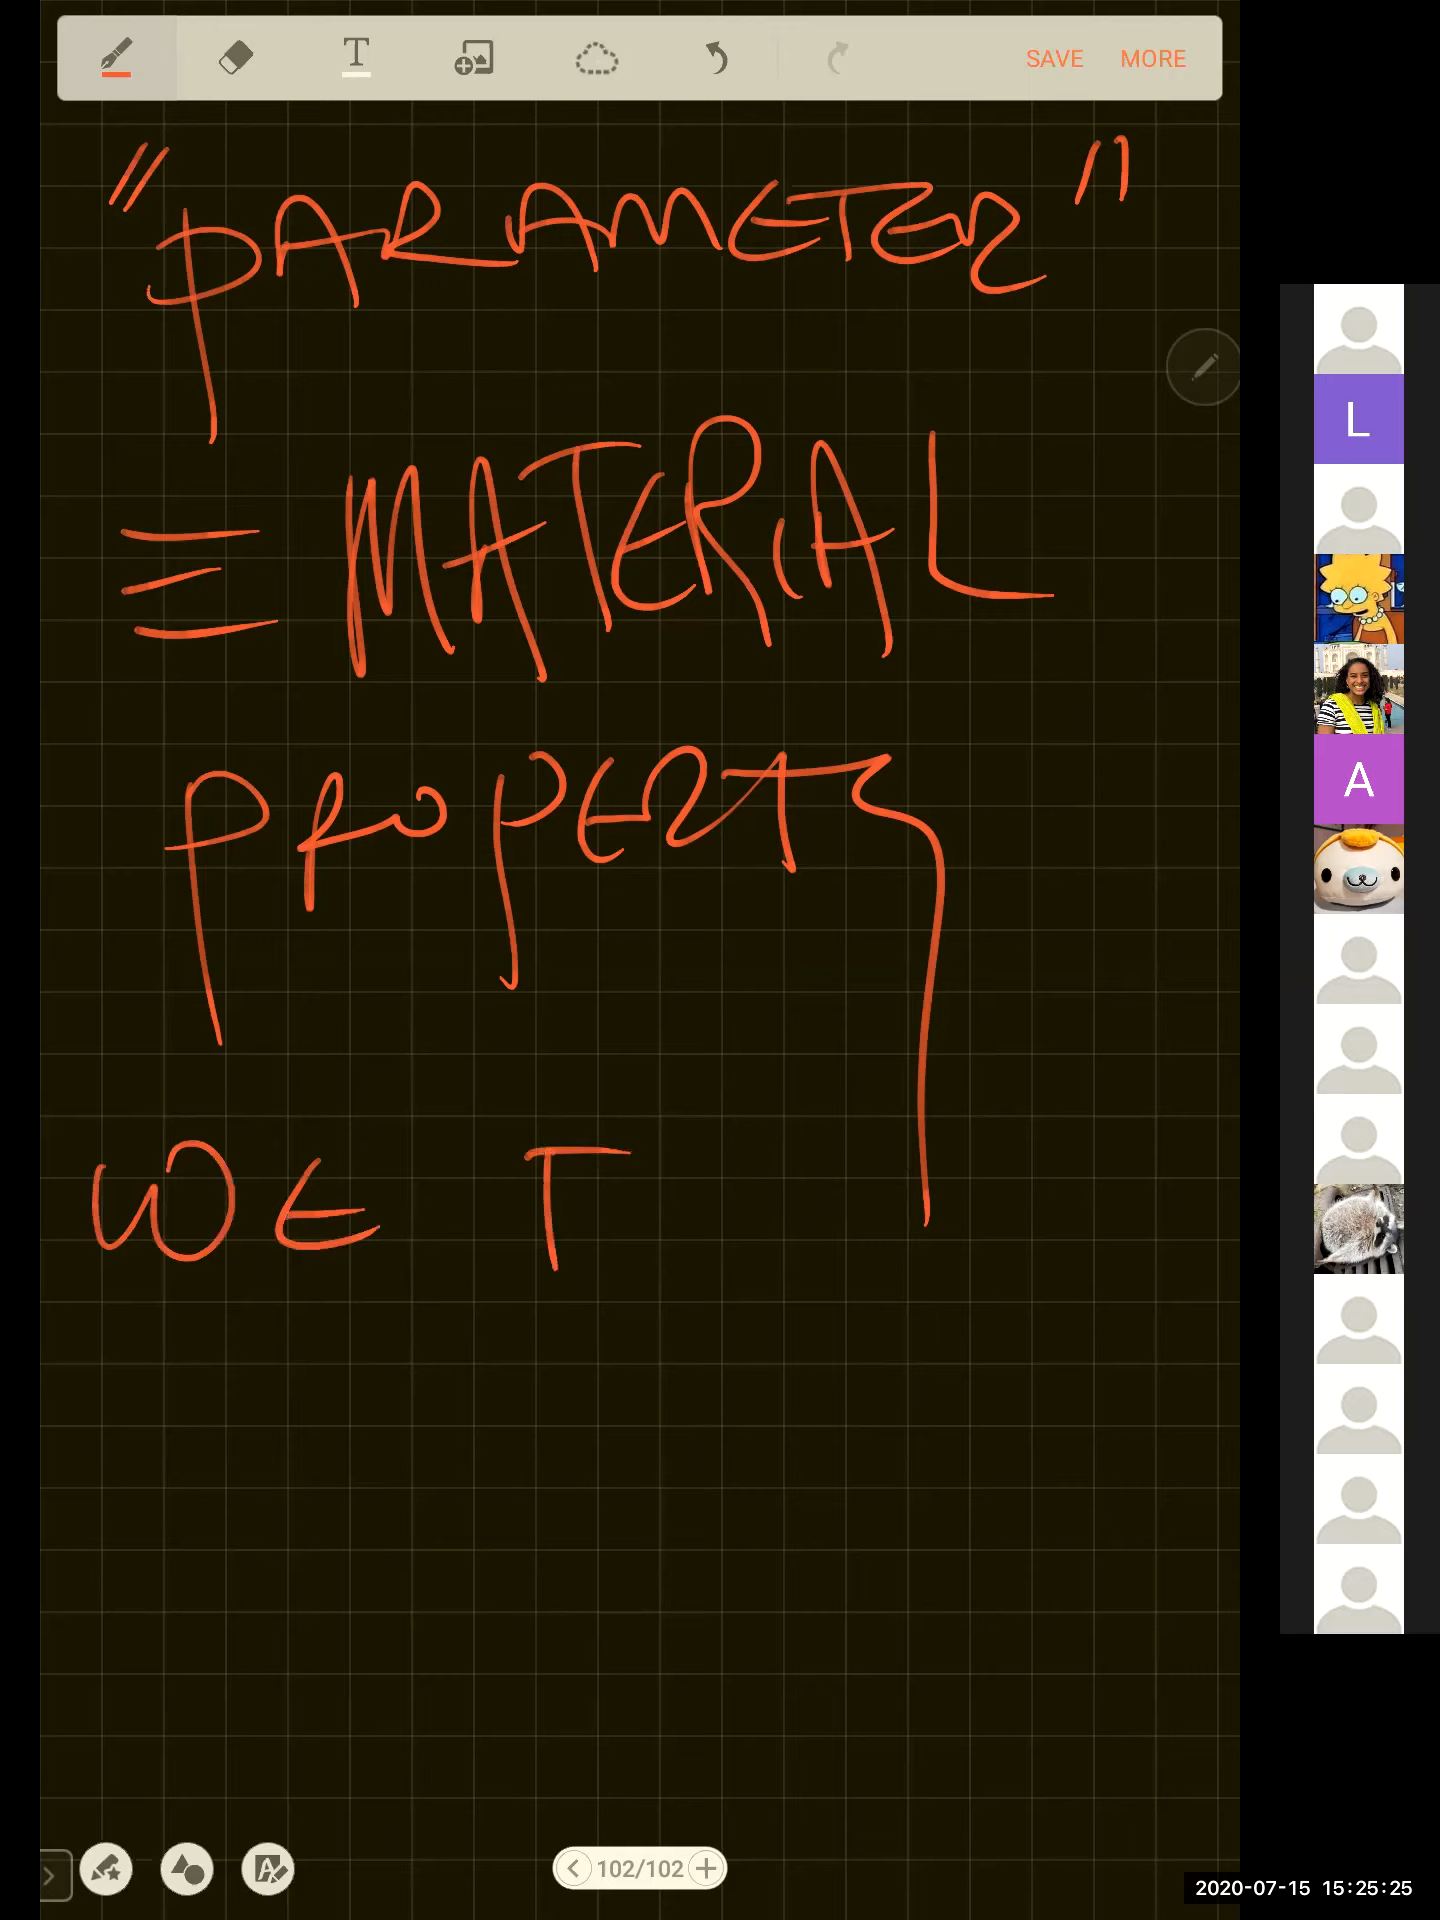 T
SAVE MORE
"PARAMETER"
≡ MATERIAL
PROPERTY
WE T
L
A
A
102/102
2020-07-15 15:25:25